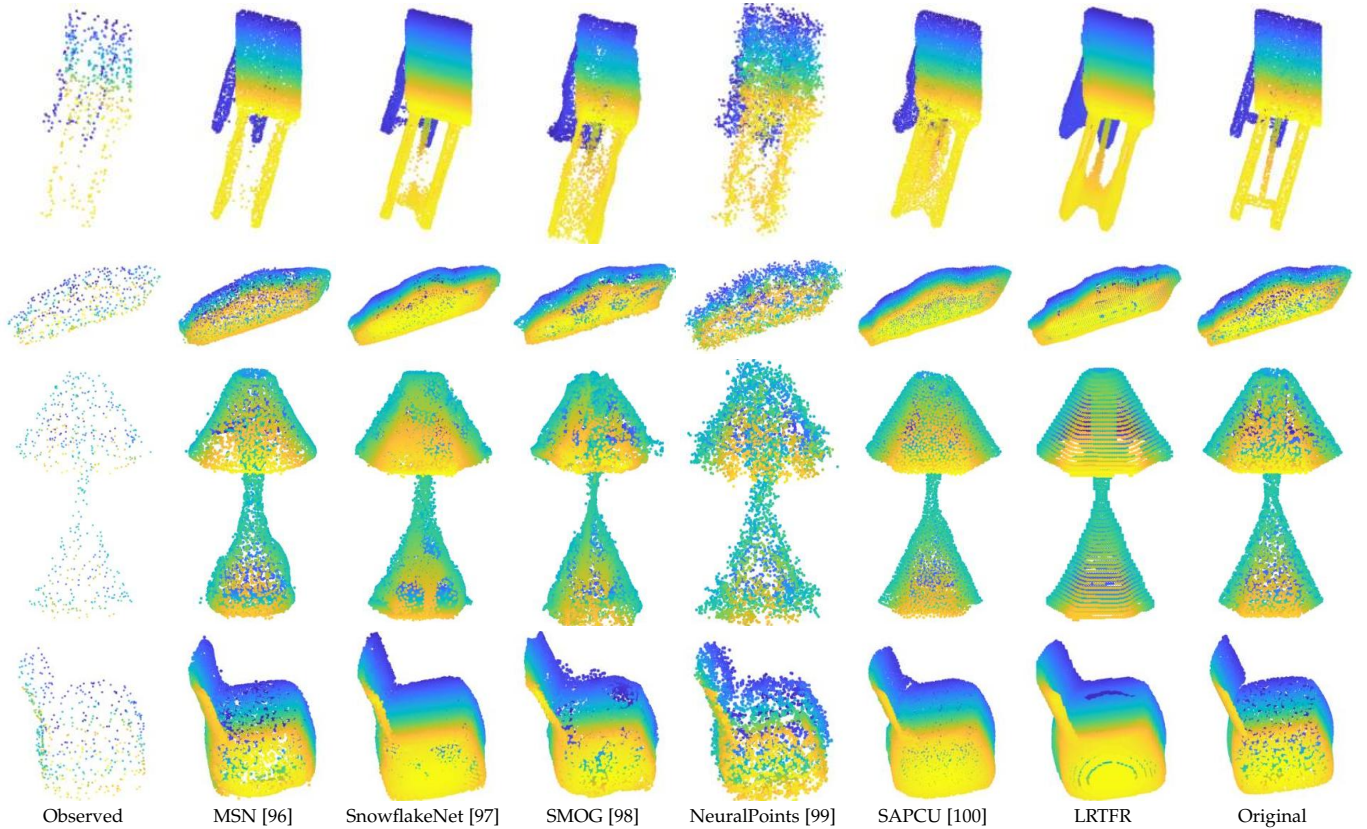 Observed MSN [96] SnowflakeNet [97] SMOG [98] NeuralPoints [99] SAPCU [100] LRTFR Original